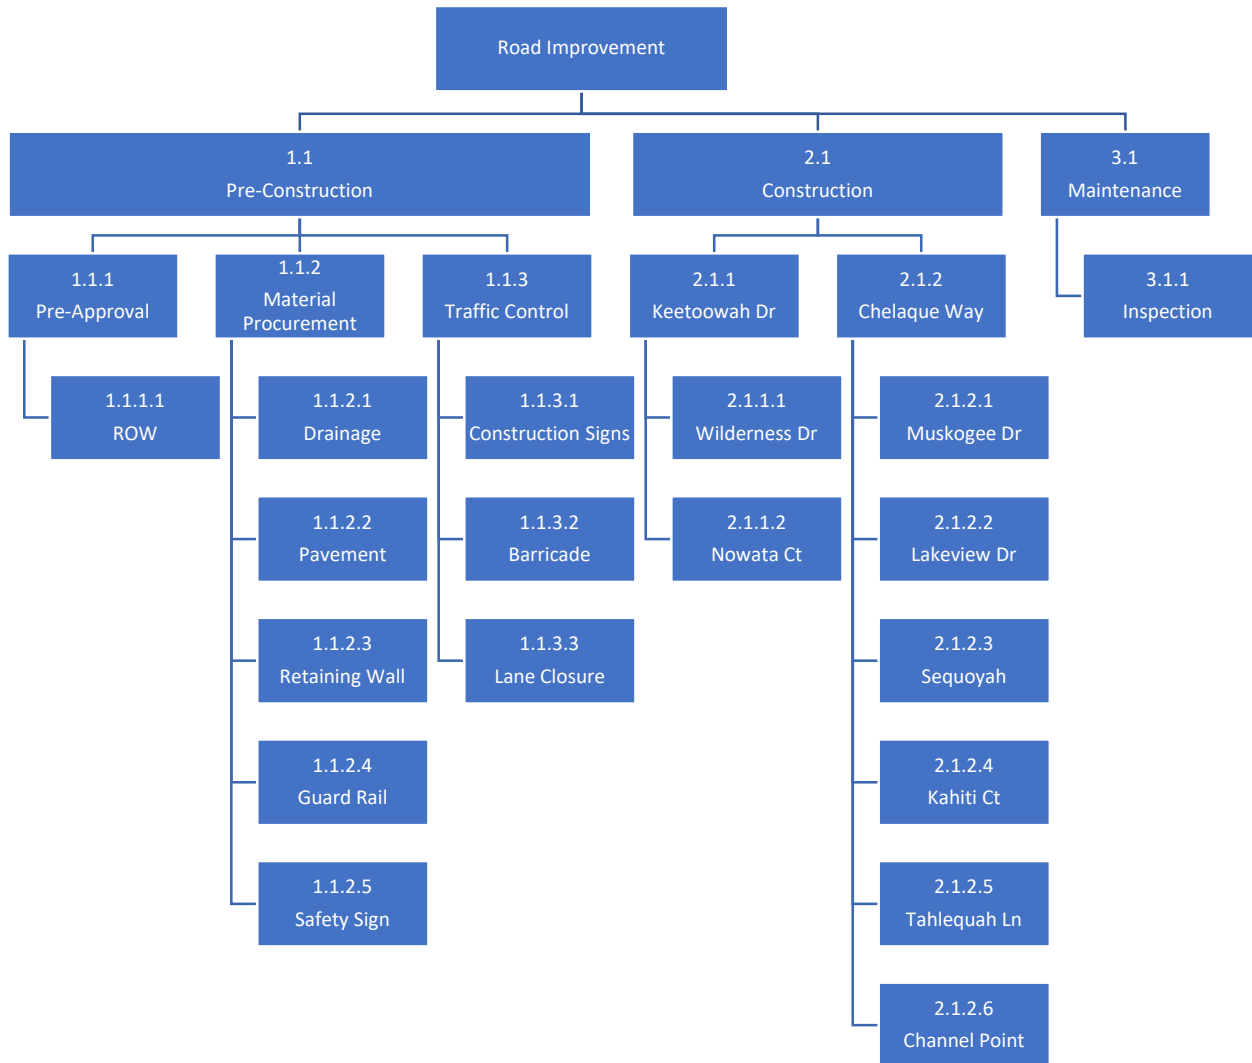 Road Improvement
1.1
Pre-Construction
2.1
Construction
3.1
Maintenance
1.1.1
Pre-Approval
1.1.2
Material
Procurement
1.1.3
Traffic Control
2.1.1
Keetoowah Dr
2.1.2
Chelaque Way
3.1.1
Inspection
1.1.1.1
ROW
1.1.2.1
Drainage
1.1.3.1
Construction Signs
2.1.1.1
Wilderness Dr
2.1.2.1
Muskogee Dr
1.1.2.2
Pavement
1.1.3.2
Barricade
2.1.1.2
Nowata Ct
2.1.2.2
Lakeview Dr
1.1.2.3
Retaining Wall
1.1.3.3
Lane Closure
2.1.2.3
Sequoyah
1.1.2.4
Guard Rail
2.1.2.4
Kahiti Ct
1.1.2.5
Safety Sign
2.1.2.5
Tahlequah Ln
2.1.2.6
Channel Point